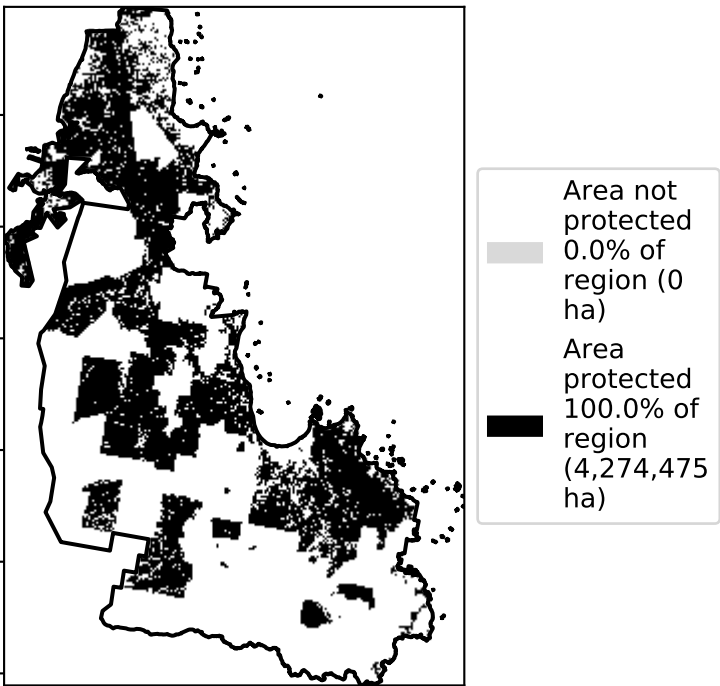 Area not
protected
0.0% of
region (0
ha)
Area
protected
100.0% of
region
(4,274,475
ha)